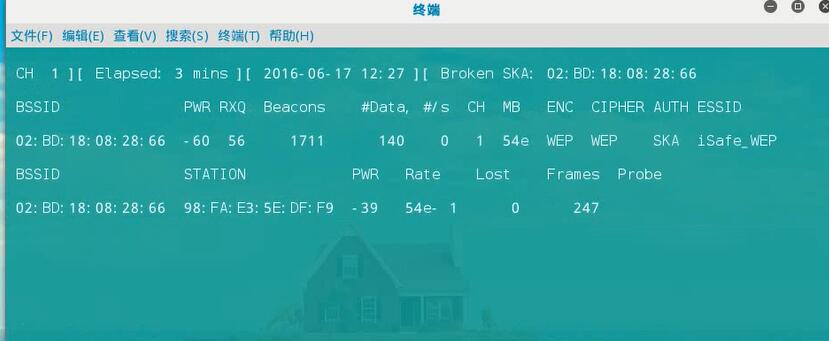 终端
文件(F) 编辑(E) 查看(V) 搜索(S) 终端(T) 帮助(H)
CH 1 ][ Elapsed: 3 mins ][ 2016-06-17 12:27 ][ Broken SKA: 02:BD:18:08:28:66
BSSID PWR RXQ Beacons #Data, #/s CH MB ENC CIPHER AUTH ESSID
02:BD:18:08:28:66 -60 56 1711 140 0 1 54e WEP WEP SKA iSafe_WEP
BSSID STATION PWR Rate Lost Frames Probe
02:BD:18:08:28:66 98:FA:E3:5E:DF:F9 -39 54e- 1 0 247